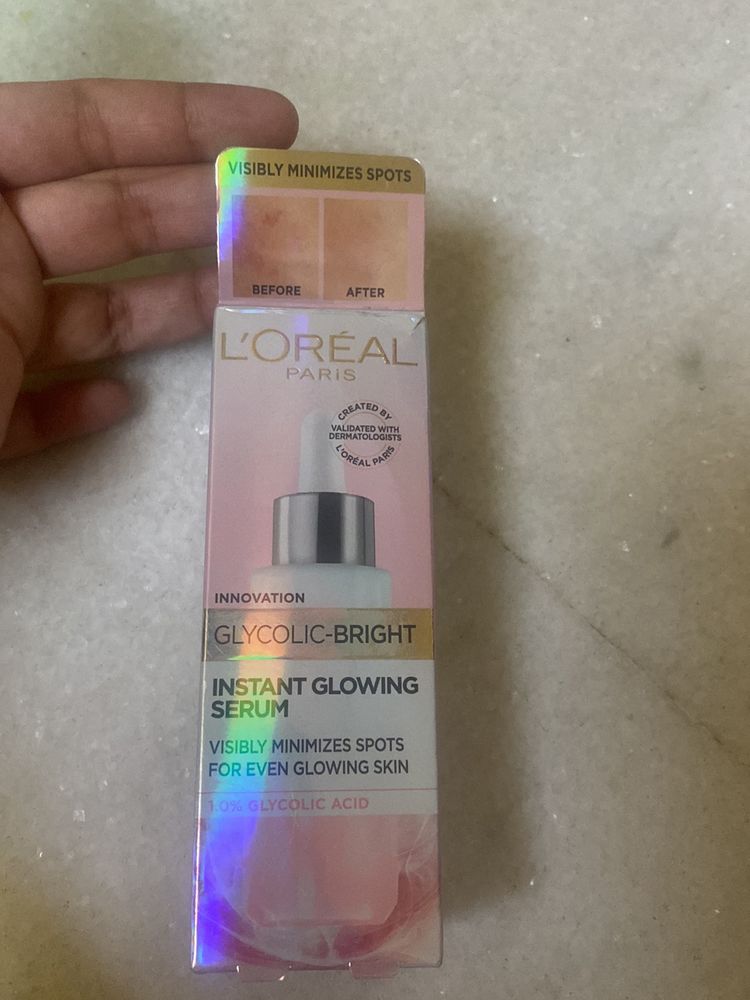 VISIBLY MINIMIZES SPOTS
BEFORE AFTER
L'ORÉAL
PARiS
CREATED BY
VALIDATED WITH
DERMATOLOGISTS
L'ORÉAL PARIS
INNOVATION
GLYCOLIC-BRIGHT
INSTANT GLOWING
SERUM
VISIBLY MINIMIZES SPOTS
FOR EVEN GLOWING SKIN
1.0% GLYCOLIC ACID